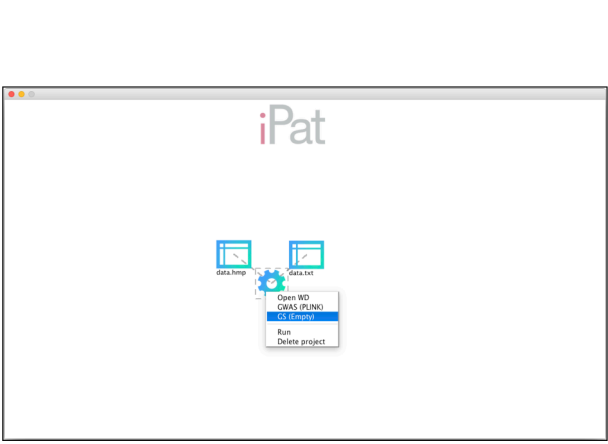 iPat
data.hmp
data.txt
Open WD
GWAS (PLINK)
GS (Empty)
Run
Delete project